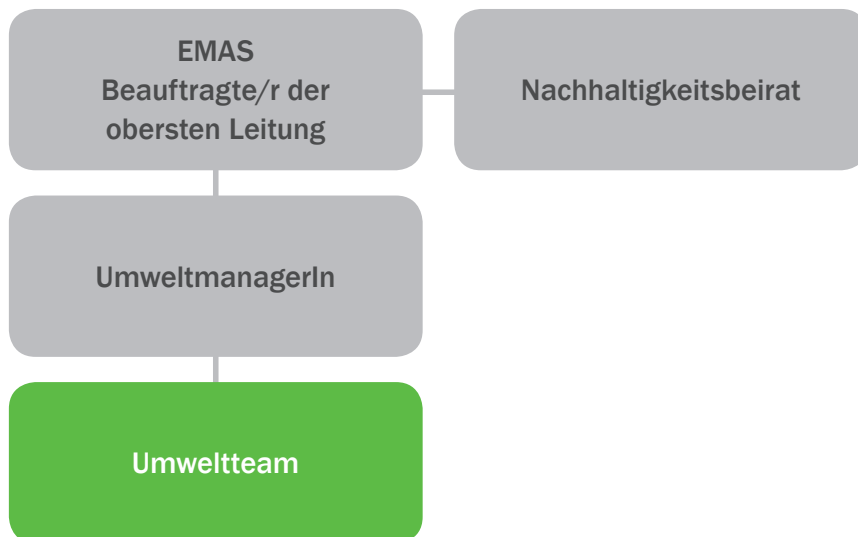 EMAS
Beauftragte/r der
obersten Leitung
Nachhaltigkeitsbeirat
UmweltmanagerIn
Umweltteam